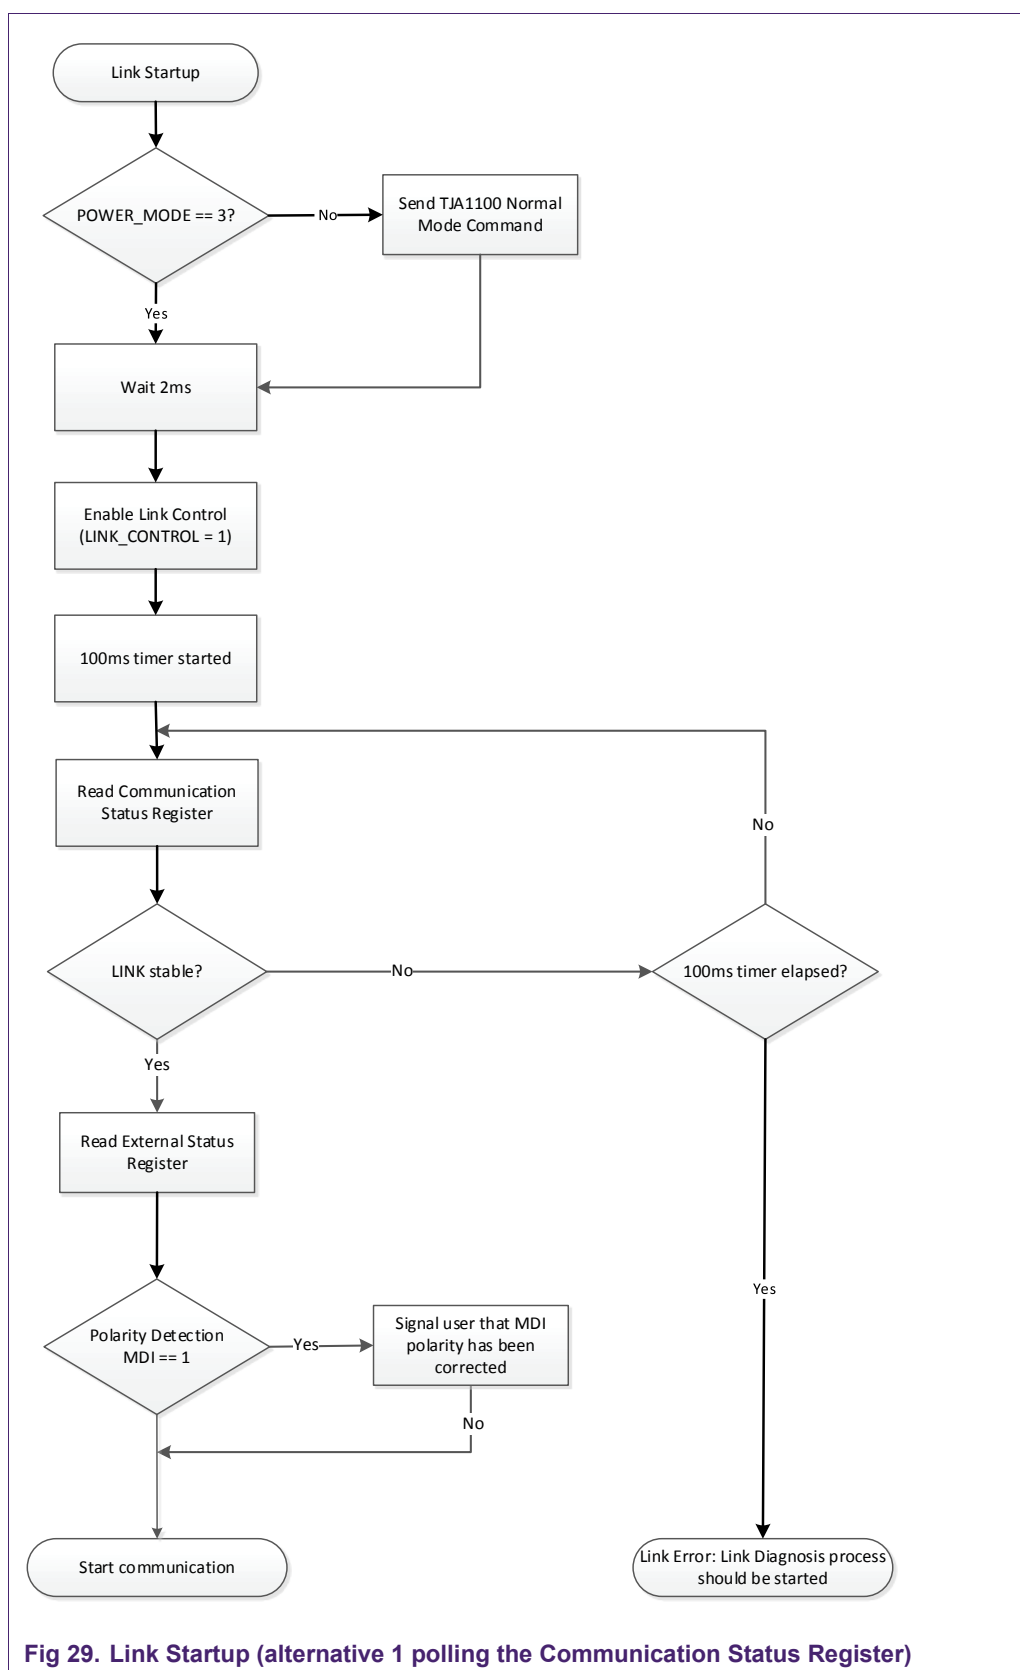 Link Startup
POWER_MODE == 3?
No
Send TJA1100 Normal
Mode Command
Yes
Wait 2ms
Enable Link Control
(LINK_CONTROL = 1)
100ms timer started
Read Communication
Status Register
No
LINK stable?
No
100ms timer elapsed?
Yes
Read External Status
Register
Yes
Polarity Detection
MDI == 1
Yes
Signal user that MDI
polarity has been
corrected
No
Start communication
Link Error: Link Diagnosis process
should be started
Fig 29. Link Startup (alternative 1 polling the Communication Status Register)